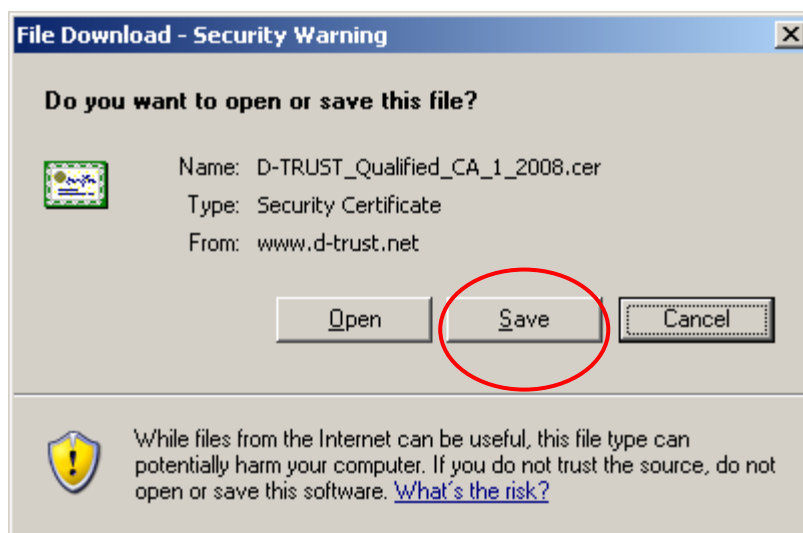 File Download - Security Warning
Do you want to open or save this file?
Name: D-TRUST_Qualified_CA_1_2008.cer
Type: Security Certificate
From: www.d-trust.net
Open Save Cancel
While files from the Internet can be useful, this file type can
potentially harm your computer. If you do not trust the source, do not
open or save this software. What's the risk?